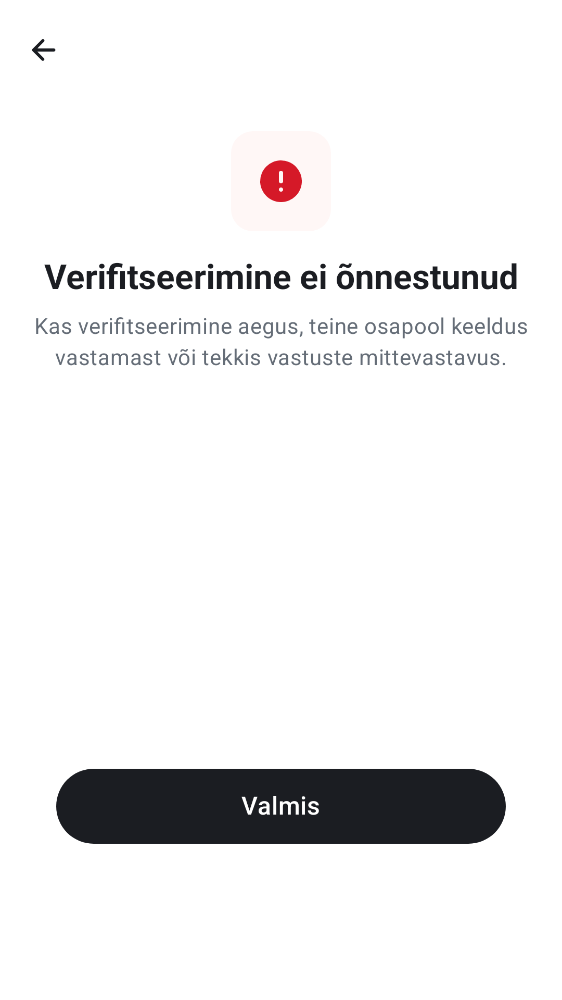 Verifitseerimine ei õnnestunud
Kas verifitseerimine aegus, teine osapool keeldus
vastamast või tekkis vastuste mittevastavus.
Valmis